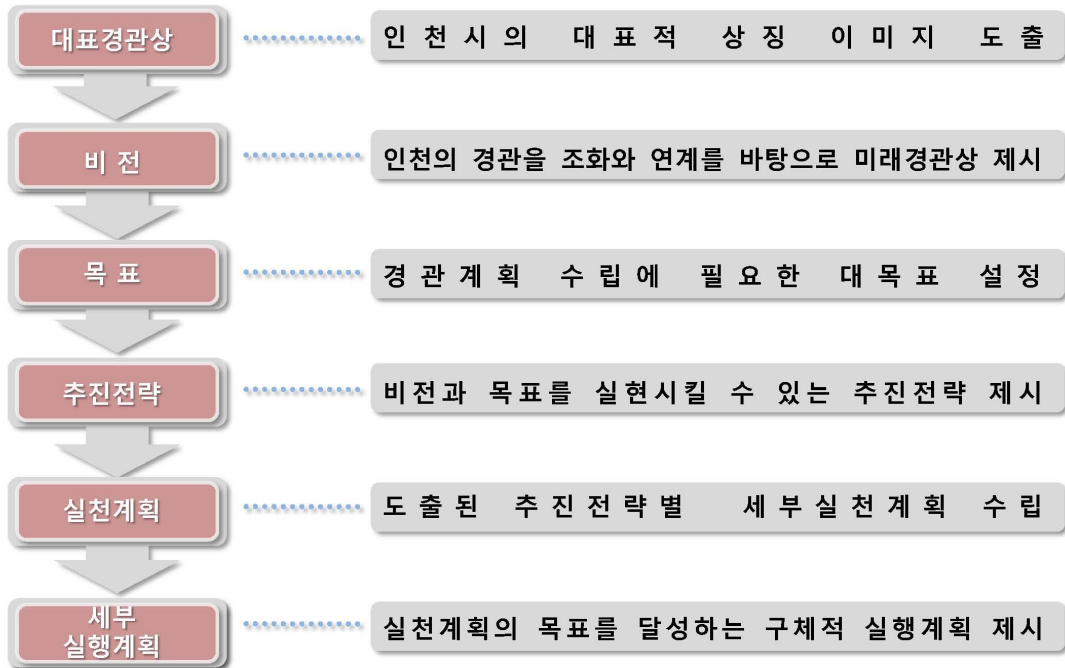 대표경관상
인천시의 대표적 상징 이미지 도출
비 전
인천의 경관을 조화와 연계를 바탕으로 미래경관상 제시
목 표
경관계획 수립에 필요한 대목표 설정
추진전략
비전과 목표를 실현시킬 수 있는 추진전략 제시
실천계획
도출된 추진전략별 세부실천계획 수립
세부
실행계획
실천계획의 목표를 달성하는 구체적 실행계획 제시